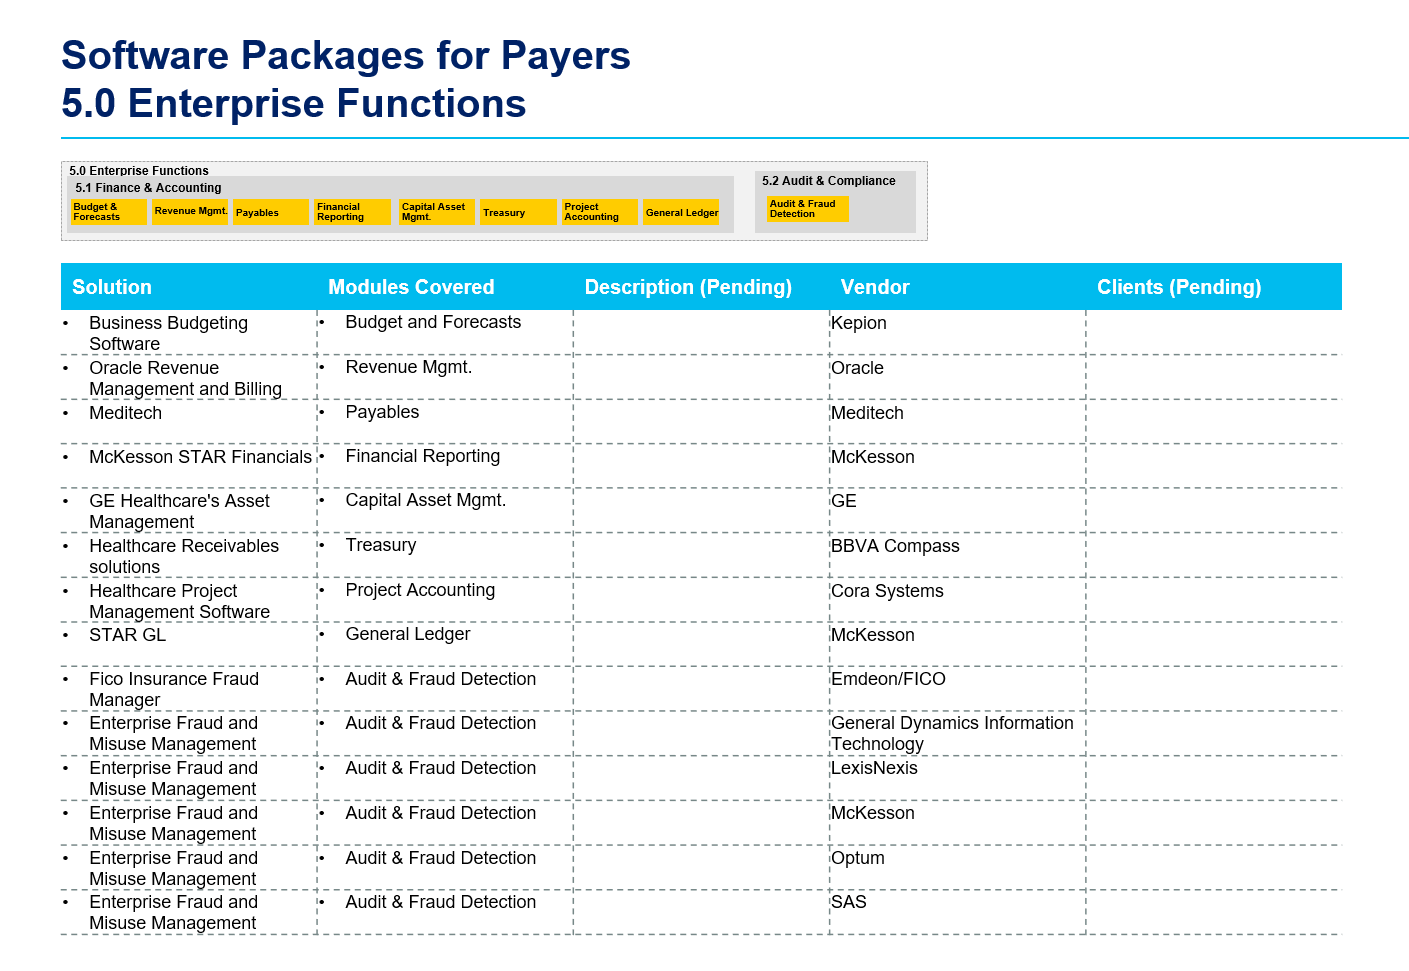 Software Packages for Payers
5.0 Enterprise Functions
5.0 Enterprise Functions
5.1 Finance & Accounting
Budget &
Forecasts
Revenue Mgmt.
Payables
Financial
Reporting
Capital Asset
Mgmt.
Treasury
Project
Accounting
General Ledger
5.2 Audit & Compliance
Audit & Fraud
Detection
Solution Modules Covered Description (Pending) Vendor Clients (Pending)
• Business Budgeting • Budget and Forecasts Kepion
Software
• Oracle Revenue • Revenue Mgmt. Oracle
Management and Billing
• Meditech • Payables Meditech
• McKesson STAR Financials • Financial Reporting McKesson
• GE Healthcare's Asset • Capital Asset Mgmt. GE
Management
• Healthcare Receivables • Treasury BBVA Compass
solutions
• Healthcare Project • Project Accounting Cora Systems
Management Software
• STAR GL • General Ledger McKesson
• Fico Insurance Fraud • Audit & Fraud Detection Emdeon/FICO
Manager
• Enterprise Fraud and • Audit & Fraud Detection General Dynamics Information
Misuse Management Technology
• Enterprise Fraud and • Audit & Fraud Detection LexisNexis
Misuse Management
• Enterprise Fraud and • Audit & Fraud Detection McKesson
Misuse Management
• Enterprise Fraud and • Audit & Fraud Detection Optum
Misuse Management
• Enterprise Fraud and • Audit & Fraud Detection SAS
Misuse Management